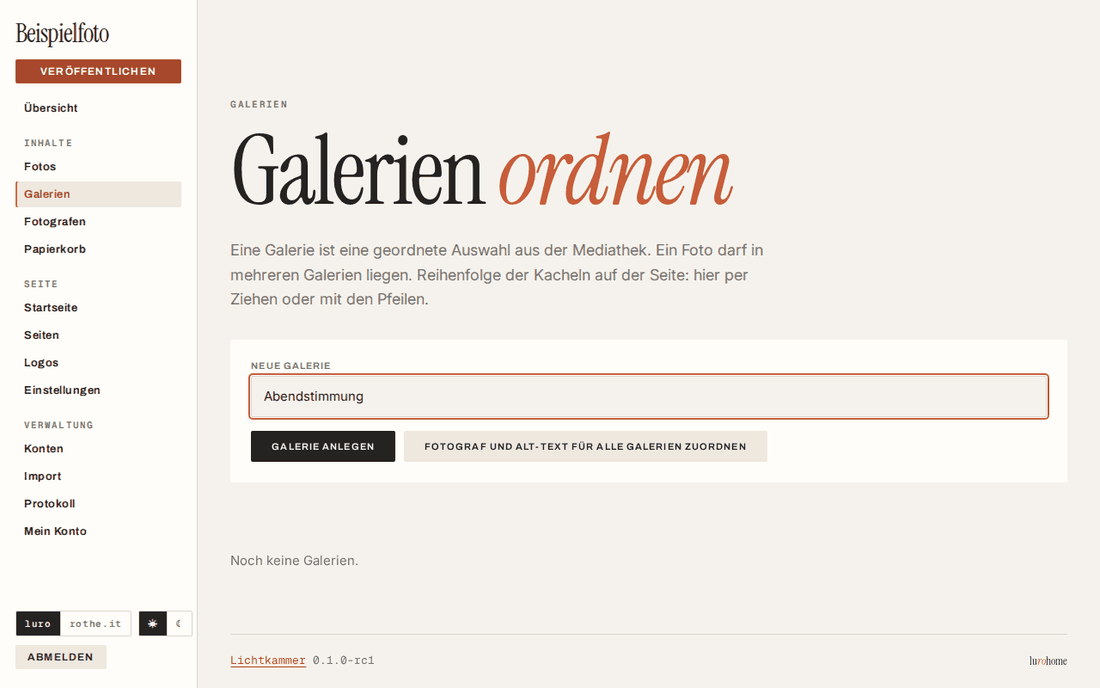 Beispielfoto
VERÖFFENTLICHEN
Übersicht
INHALTE
Fotos
Galerien
Fotografen
Papierkorb
SEITE
Startseite
Seiten
Logos
Einstellungen
VERWALTUNG
Konten
Import
Protokoll
Mein Konto
luro rothe.it
ABMELDEN
GALERIEN
Galerien ordnen
Eine Galerie ist eine geordnete Auswahl aus der Mediathek. Ein Foto darf in
mehreren Galerien liegen. Reihenfolge der Kacheln auf der Seite: hier per
Ziehen oder mit den Pfeilen.
NEUE GALERIE
Abendstimmung
GALERIE ANLEGEN FOTOGRAF UND ALT-TEXT FÜR ALLE GALERIEN ZUORDNEN
Noch keine Galerien.
Lichtkammer 0.1.0-rc1
lurohome